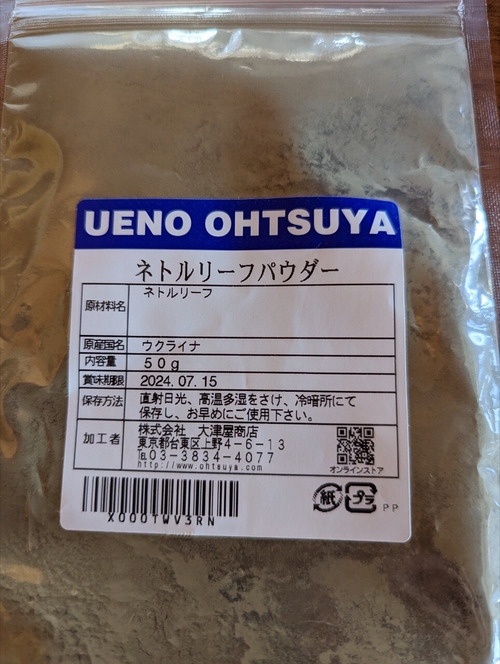 UENO OHTSUYA
ネトルリーフパウダー
原材料名 ネトルリーフ
原産国名 ウクライナ
内容量 50g
賞味期限 2024.07.15
保存方法 直射日光、高温多湿をさけ、冷暗所にて
保存し、お早めにご使用下さい。
加工者 株式会社 大津屋商店
東京都台東区上野4-6-13
℡03-3834-4077
http://www.ohtsuya.com
オンラインストア
X000TWV3RN
紙 プラ PP